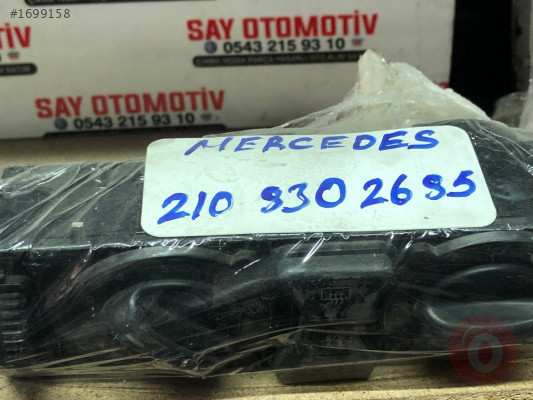 #1699158
SAY OTOMOTİV
0543 215 93 10
SAY OTOMOTİV
0543 215 93 10
MERCEDES
210 830 2685